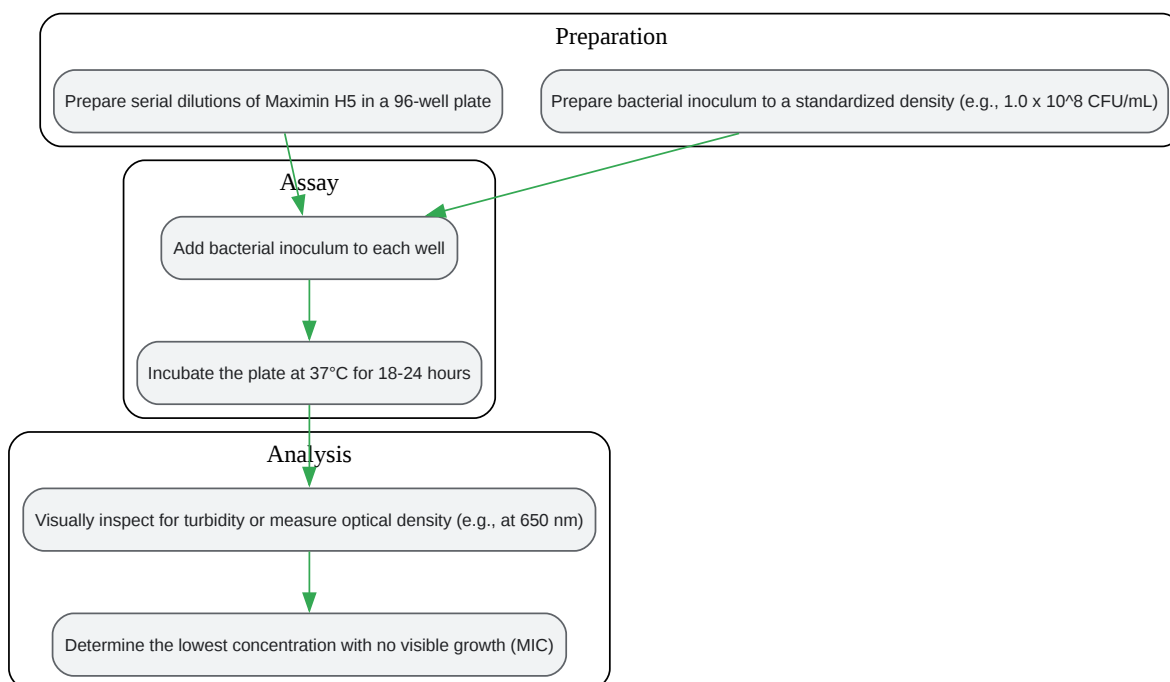 Preparation
Prepare serial dilutions of Maximin H5 in a 96-well plate
Prepare bacterial inoculum to a standardized density (e.g., 1.0 x 10^8 CFU/mL)
Assay
Add bacterial inoculum to each well
Incubate the plate at 37°C for 18-24 hours
Analysis
Visually inspect for turbidity or measure optical density (e.g., at 650 nm)
Determine the lowest concentration with no visible growth (MIC)